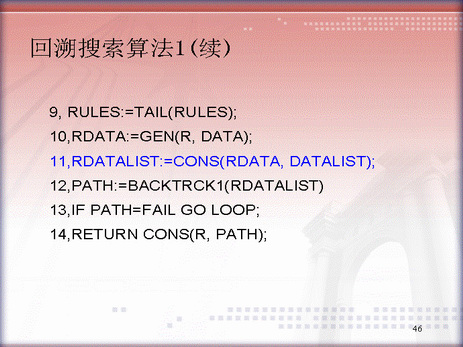 回溯搜索算法1(续)
9, RULES:=TAIL(RULES);
10,RDATA:=GEN(R, DATA);
11,RDATALIST:=CONS(RDATA, DATALIST);
12,PATH:=BACKTRCK1(RDATALIST)
13,IF PATH=FAIL GO LOOP;
14,RETURN CONS(R, PATH);
46